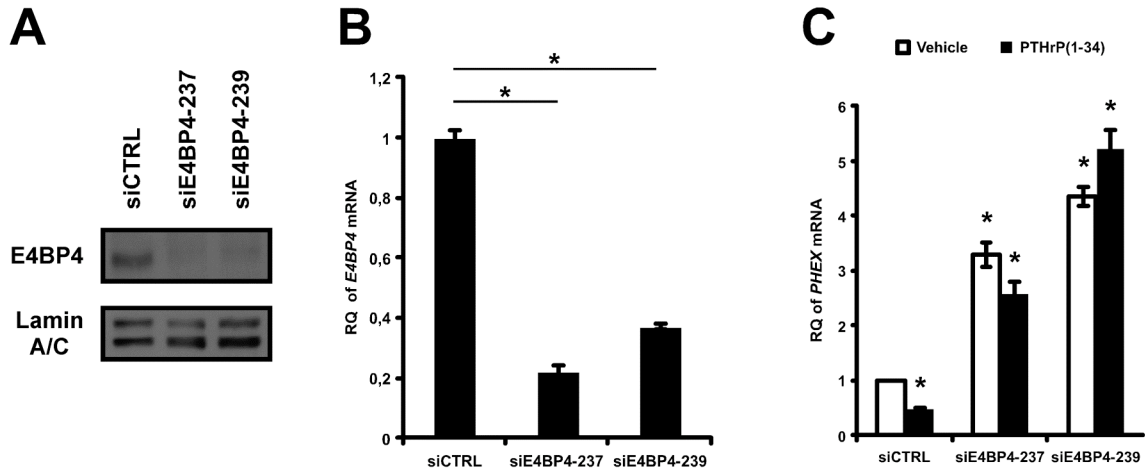 A
siCTRL
siE4BP4-237
siE4BP4-239
E4BP4
Lamin
A/C
B
RQ of E4BP4 mRNA
1,2
1
0,8
0,6
0,4
0,2
0
*
*
siCTRL siE4BP4-237 siE4BP4-239
C
Vehicle PTHrP(1-34)
RQ of PHEX mRNA
6
5
4
3
2
1
0
*
*
*
*
*
siCTRL siE4BP4-237 siE4BP4-239